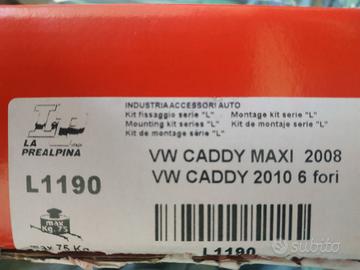 INDUSTRIA ACCESSORI AUTO
Kit fissaggio serie "L" Montage kit serie "L"
Mounting kit series "L" Kit de montaje serie "L"
Kit de montage série "L"
LA
PREALPINA
L1190
VW CADDY MAXI 2008
VW CADDY 2010 6 fori
max
Kg. 75
max 75 Kg
L1190
subito